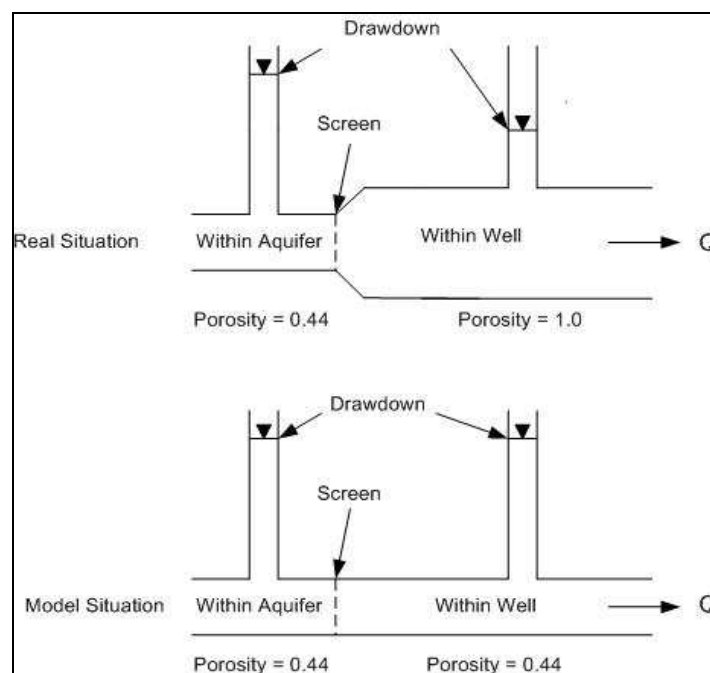 Drawdown
Screen
Real Situation
Within Aquifer
Within Well
Q
Porosity = 0.44
Porosity = 1.0
Drawdown
Screen
Model Situation
Within Aquifer
Within Well
Q
Porosity = 0.44
Porosity = 0.44